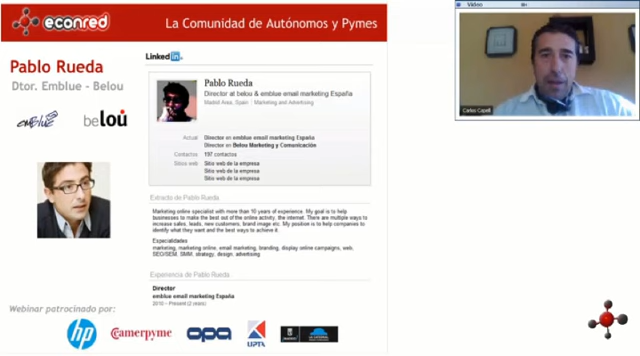 econred
La Comunidad de Autónomos y Pymes
Video
Carlos Capell
Pablo Rueda
Dtor. Emblue - Belou
emblue
beloú
Linked in
Pablo Rueda
Director at belou & emblue email marketing España
Madrid Area, Spain | Marketing and Advertising
Actual
Director en emblue email marketing España
Director en Belou Marketing y Comunicación
Contactos
197 contactos
Sitios web
Sitio web de la empresa
Sitio web de la empresa
Sitio web de la empresa
Extracto de Pablo Rueda
Marketing online specialist with more than 10 years of experience. My goal is to help
businesses to make the best out of the online activity, the internet. There are multiple ways to
increase sales, leads, new customers, brand image etc. My position is to help companies to
identify what they want and the best ways to achieve it.
Especialidades
marketing, marketing online, email marketing, branding, display online campaigns, web,
SEO/SEM, SMM, strategy, design, advertising
Experiencia de Pablo Rueda
Director
emblue email marketing España
2010 – Present (2 years)
Webinar patrocinado por:
hp
Camerpyme
opa
UPTA